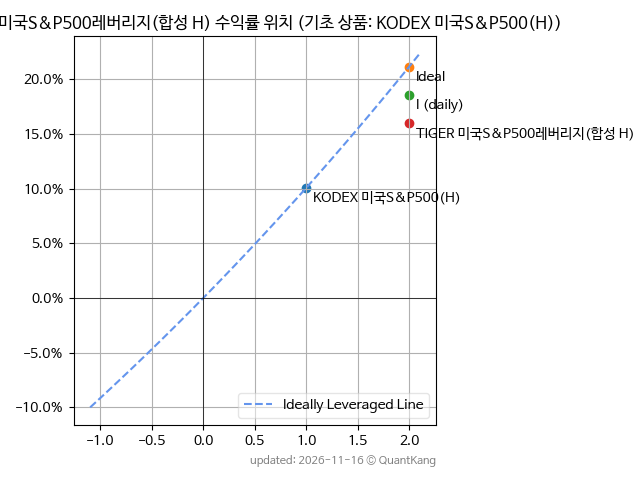 미국S&P500레버리지(합성 H) 수익률 위치 (기초 상품: KODEX 미국S&P500(H))
20.0%
15.0%
10.0%
5.0%
0.0%
-5.0%
-10.0%
Ideal
I (daily)
TIGER 미국S&P500레버리지(합성 H)
KODEX 미국S&P500(H)
Ideally Leveraged Line
-1.0 -0.5 0.0 0.5 1.0 1.5 2.0
updated: 2026-11-16 © QuantKang